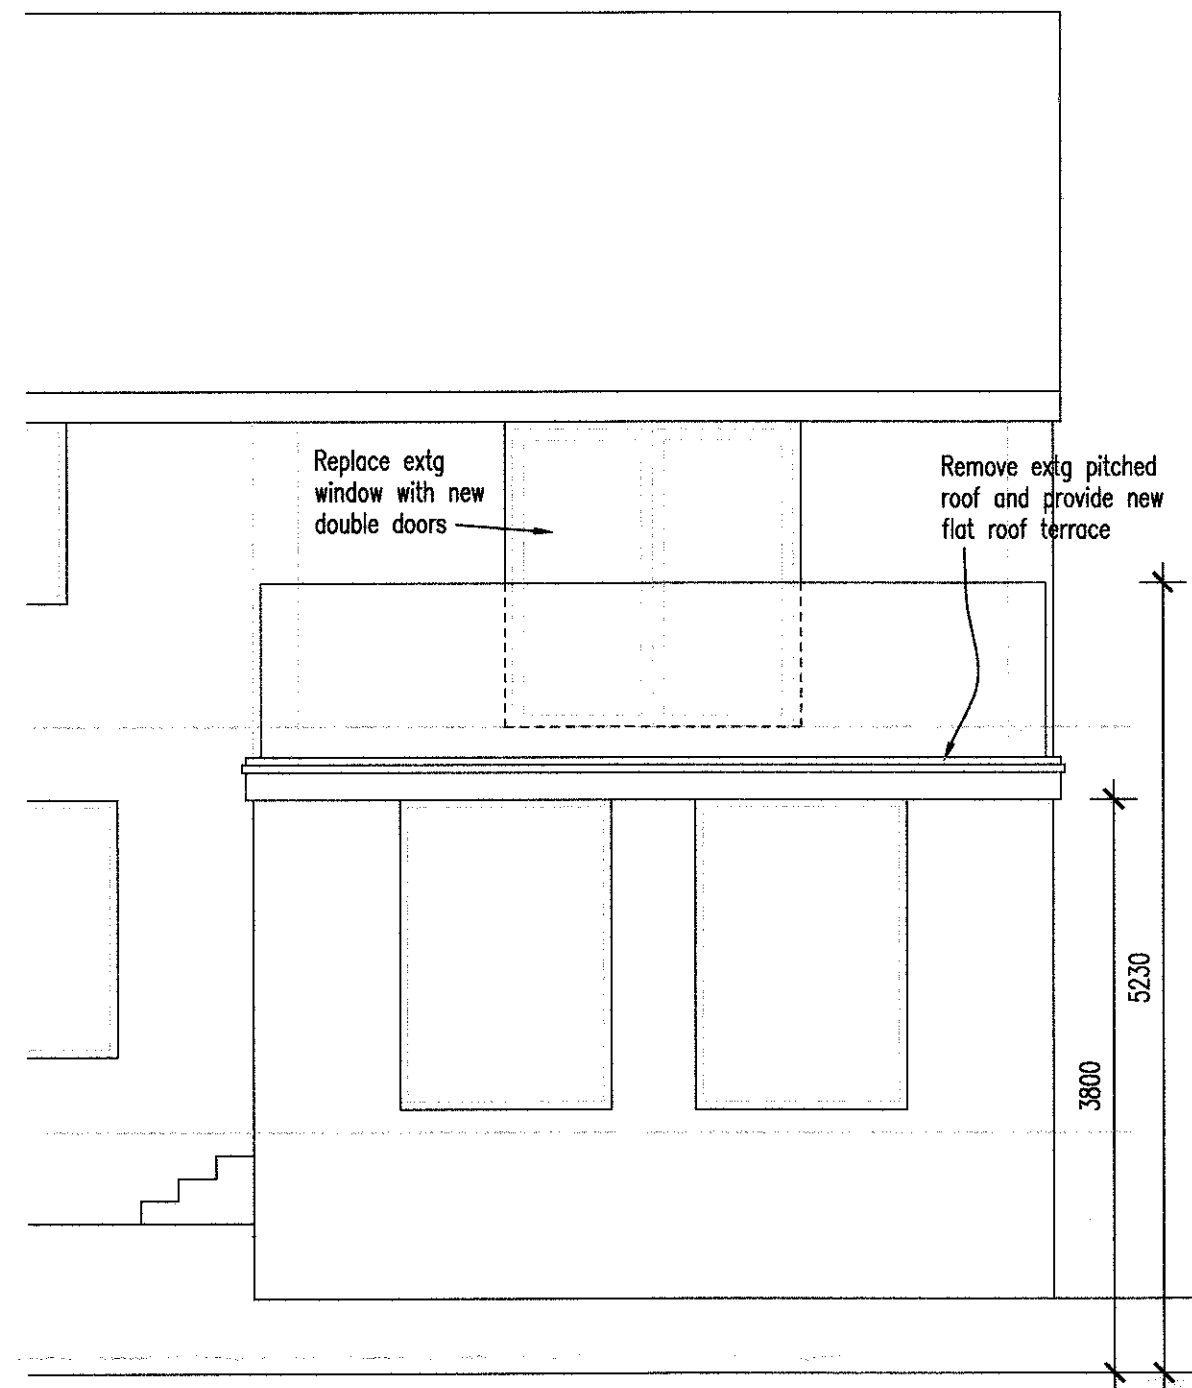 Replace extg
window with new
double doors
Remove extg pitched
roof and provide new
flat roof terrace
5230
3800